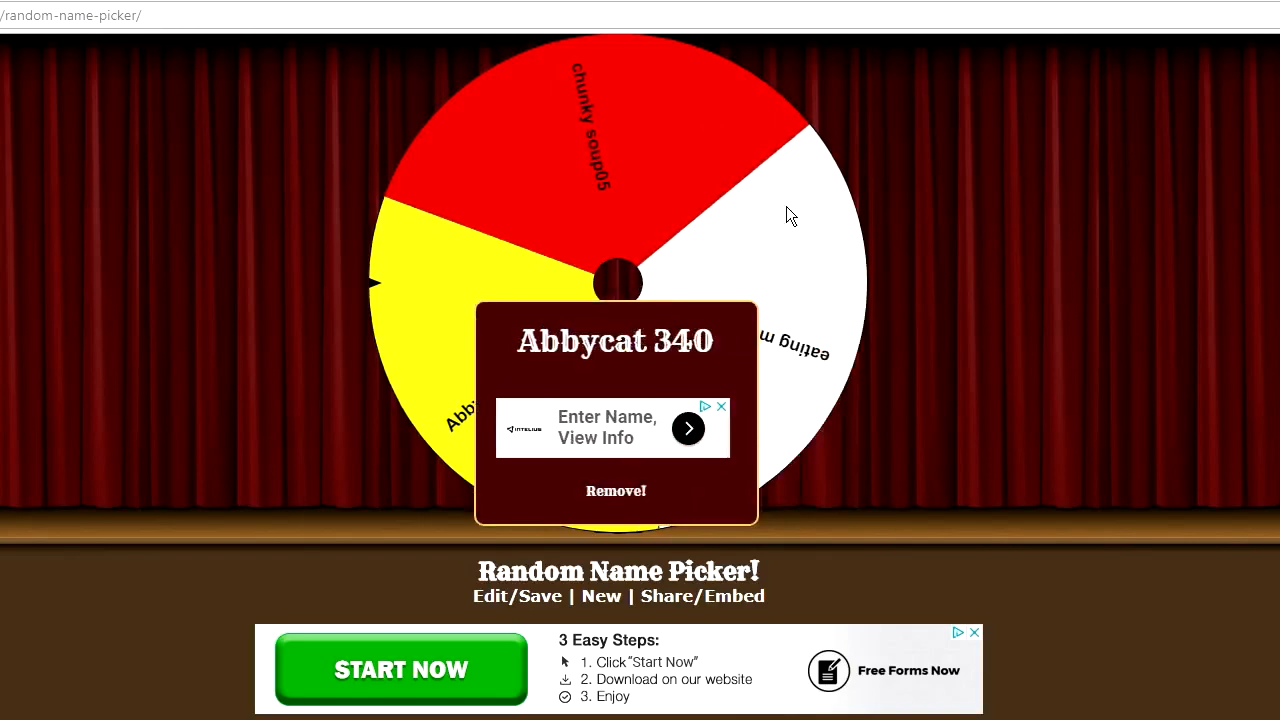 /random-name-picker/
chunky soup05
eating m
Abby
Abbycat 340
INTELIUS
Enter Name,
View Info
Remove!
Random Name Picker!
Edit/Save | New | Share/Embed
START NOW
3 Easy Steps:
1. Click "Start Now"
2. Download on our website
3. Enjoy
Free Forms Now